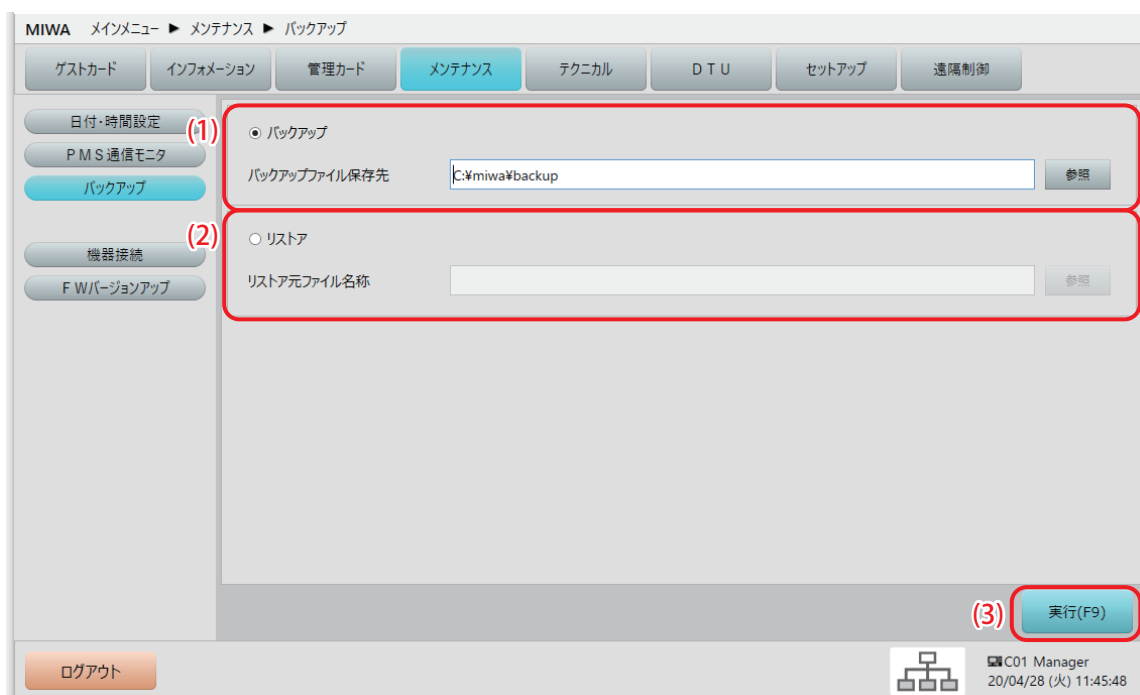 MIWA メインメニュー ► メンテナンス ► バックアップ
ゲストカード インフォメーション 管理カード メンテナンス テクニカル DTU セットアップ 遠隔制御
日付・時間設定
PMS通信モニタ
バックアップ
機器接続
FWバージョンアップ
(1)
◉ バックアップ
バックアップファイル保存先 C:¥miwa¥backup 参照
(2)
○ リストア
リストア元ファイル名称 参照
(3) 実行(F9)
ログアウト
C01 Manager
20/04/28 (火) 11:45:48